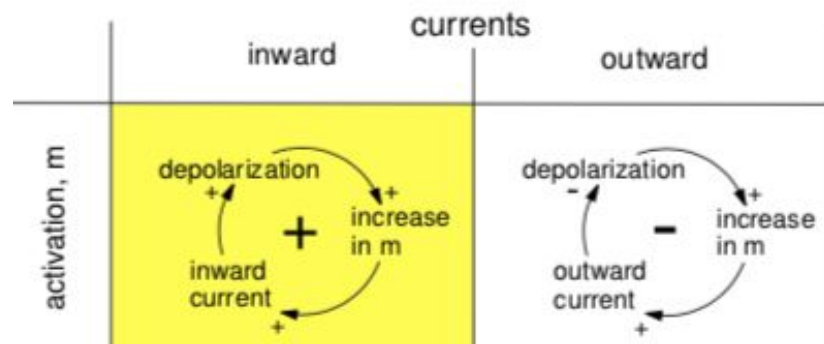 currents
inward
outward
activation, m
depolarization
+
+
+
increase
in m
inward
current
+
depolarization
-
+
-
increase
in m
outward
current
+